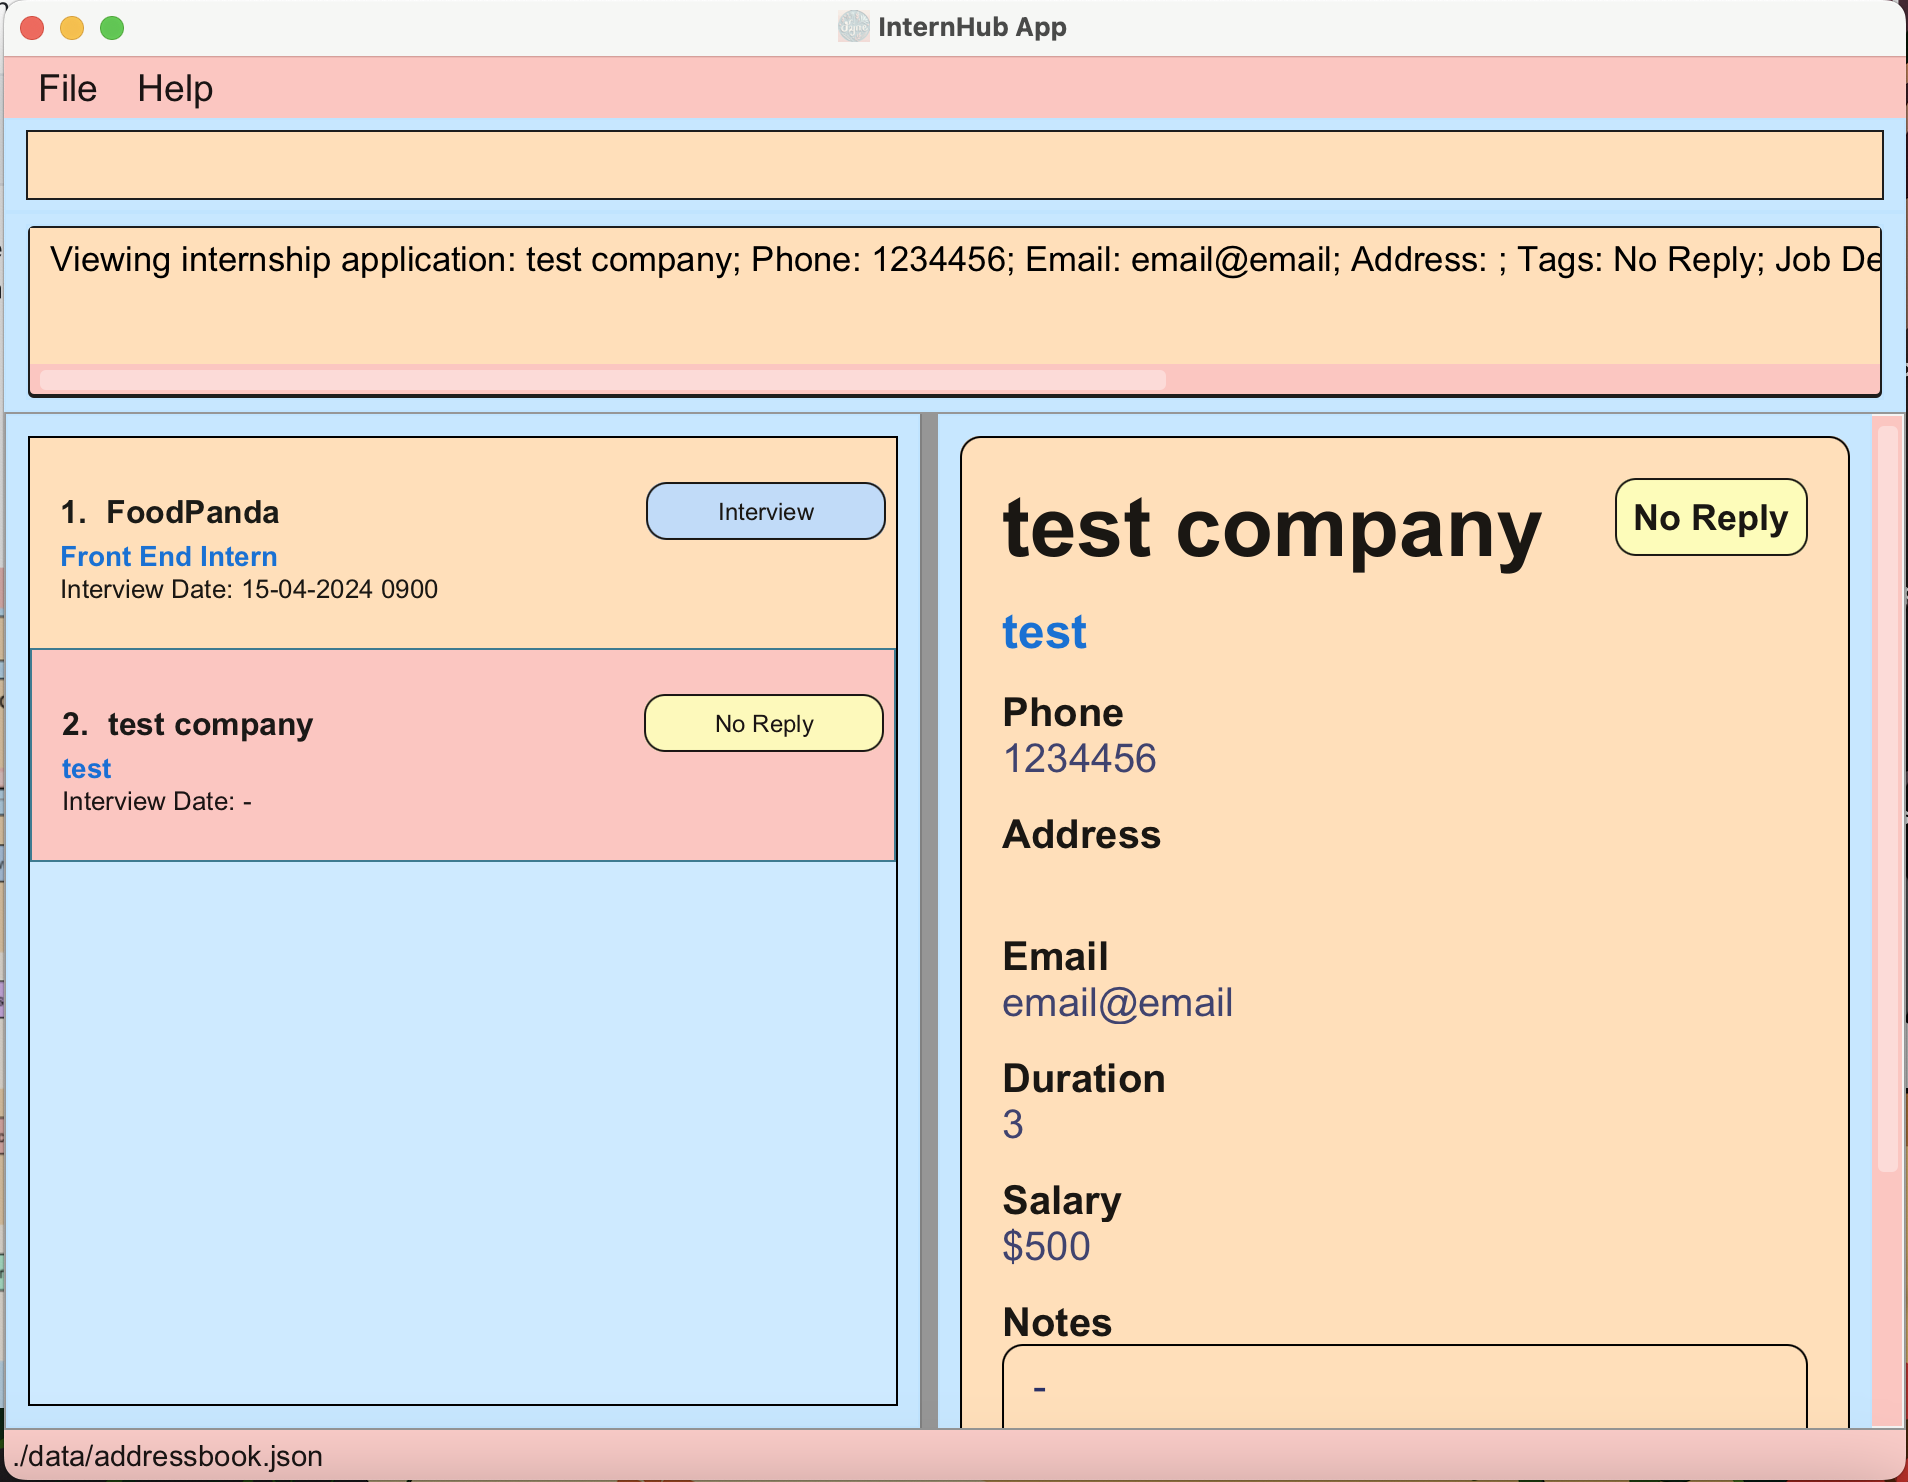 InternHub App
File Help
Viewing internship application: test company; Phone: 1234456; Email: email@email; Address: ; Tags: No Reply; Job De
1. FoodPanda
Interview
Front End Intern
Interview Date: 15-04-2024 0900
2. test company
No Reply
test
Interview Date: -
test company
No Reply
test
Phone
1234456
Address
Email
email@email
Duration
3
Salary
$500
Notes
-
./data/addressbook.json